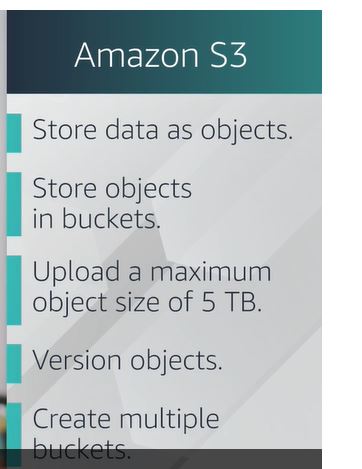 Amazon S3
Store data as objects.
Store objects
in buckets.
Upload a maximum
object size of 5 TB.
Version objects.
Create multiple
buckets.